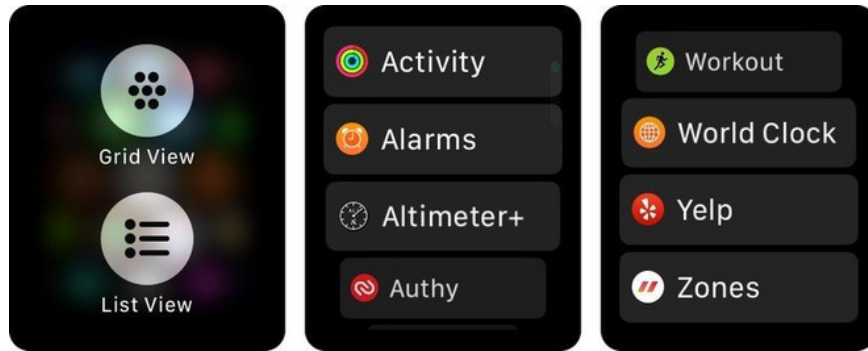 Grid View
List View
Activity
Alarms
Altimeter+
Authy
Workout
World Clock
Yelp
Zones